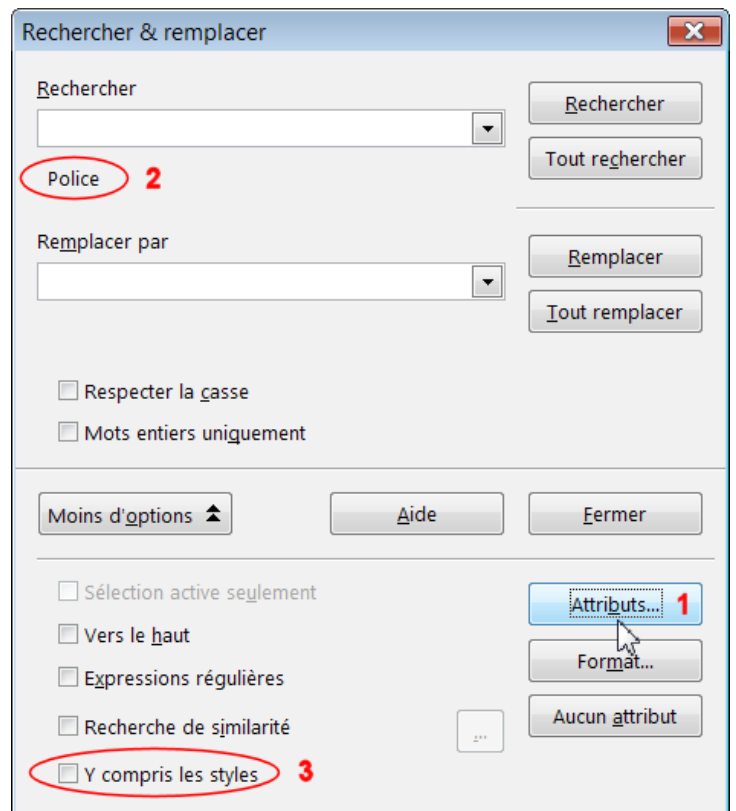 Rechercher & remplacer
Rechercher
Rechercher
Tout rechercher
Police 2
Remplacer par
Remplacer
Tout remplacer
Respecter la casse
Mots entiers uniquement
Moins d'options
Aide
Fermer
Sélection active seulement
Attributs... 1
Vers le haut
Format...
Expressions régulières
Recherche de similarité
...
Aucun attribut
Y compris les styles 3